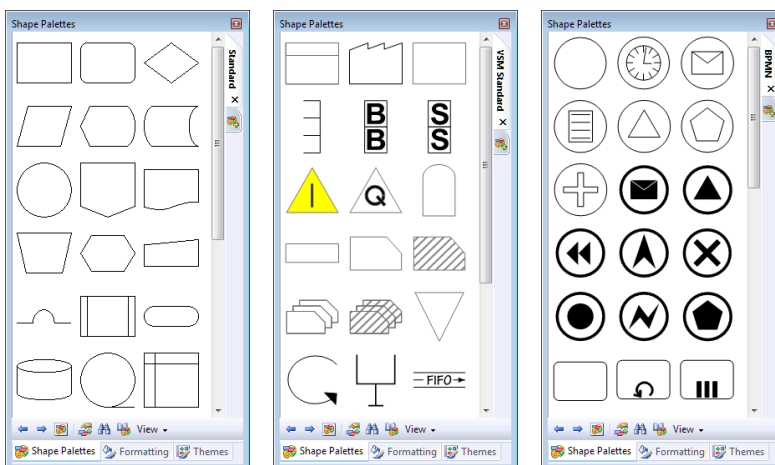 Shape Palettes
Standard
View
Shape Palettes
Formatting
Themes
Shape Palettes
VSM Standard
B
B
S
S
I
Q
FIFO
View
Shape Palettes
Formatting
Themes
Shape Palettes
BPMN
View
Shape Palettes
Formatting
Themes